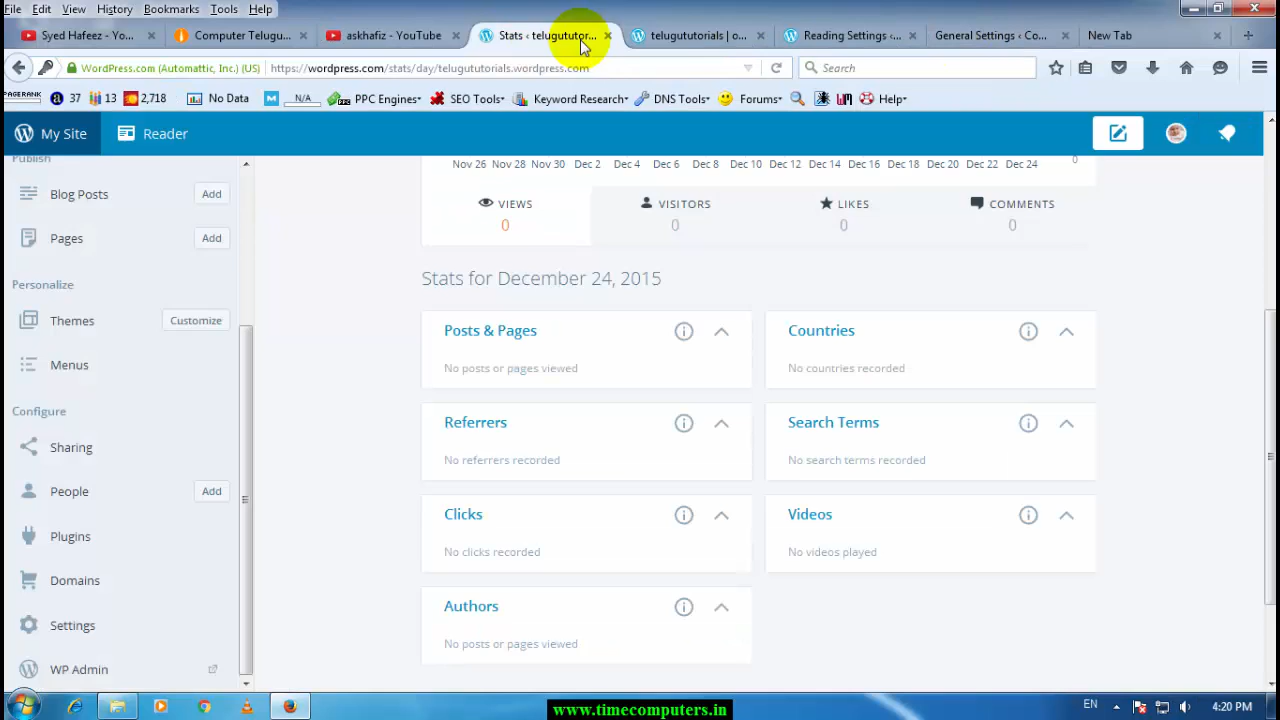 File Edit View History Bookmarks Tools Help
Syed Hafeez - YouTube
Computer Telugu...
askhafiz - YouTube
Stats ‹ telugututor...
telugututorials | o...
Reading Settings ‹...
General Settings ‹ Co...
New Tab
WordPress.com (Automattic, Inc.) (US)
https://wordpress.com/stats/day/telugututorials.wordpress.com
Search
PAGERANK
37
13
2,718
No Data
N/A
PPC Engines
SEO Tools
Keyword Research
DNS Tools
Forums
Help
My Site
Reader
Publish
Blog Posts Add
Pages Add
Personalize
Themes Customize
Menus
Configure
Sharing
People Add
Plugins
Domains
Settings
WP Admin
Nov 26 Nov 28 Nov 30 Dec 2 Dec 4 Dec 6 Dec 8 Dec 10 Dec 12 Dec 14 Dec 16 Dec 18 Dec 20 Dec 22 Dec 24
0
VIEWS VISITORS LIKES COMMENTS
0 0 0 0
Stats for December 24, 2015
Posts & Pages
No posts or pages viewed
Countries
No countries recorded
Referrers
No referrers recorded
Search Terms
No search terms recorded
Clicks
No clicks recorded
Videos
No videos played
Authors
No posts or pages viewed
EN
4:20 PM
www.timecomputers.in